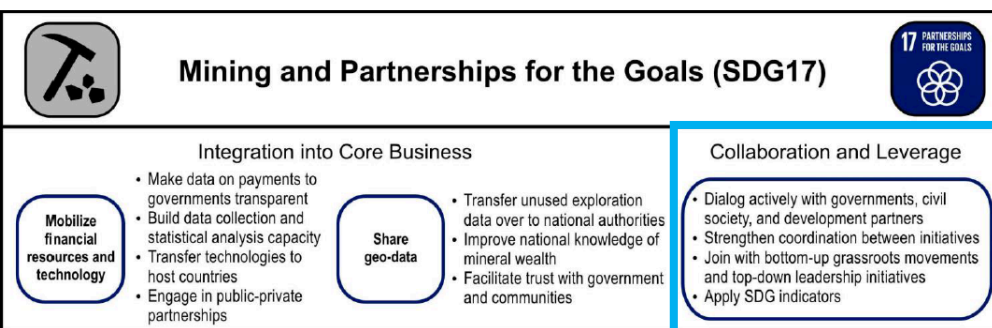 Mining and Partnerships for the Goals (SDG17)
17 PARTNERSHIPS
FOR THE GOALS
Integration into Core Business
Mobilize
financial
resources and
technology
• Make data on payments to
governments transparent
• Build data collection and
statistical analysis capacity
• Transfer technologies to
host countries
• Engage in public-private
partnerships
Share
geo-data
• Transfer unused exploration
data over to national authorities
• Improve national knowledge of
mineral wealth
• Facilitate trust with government
and communities
Collaboration and Leverage
• Dialog actively with governments, civil
society, and development partners
• Strengthen coordination between initiatives
• Join with bottom-up grassroots movements
and top-down leadership initiatives
• Apply SDG indicators